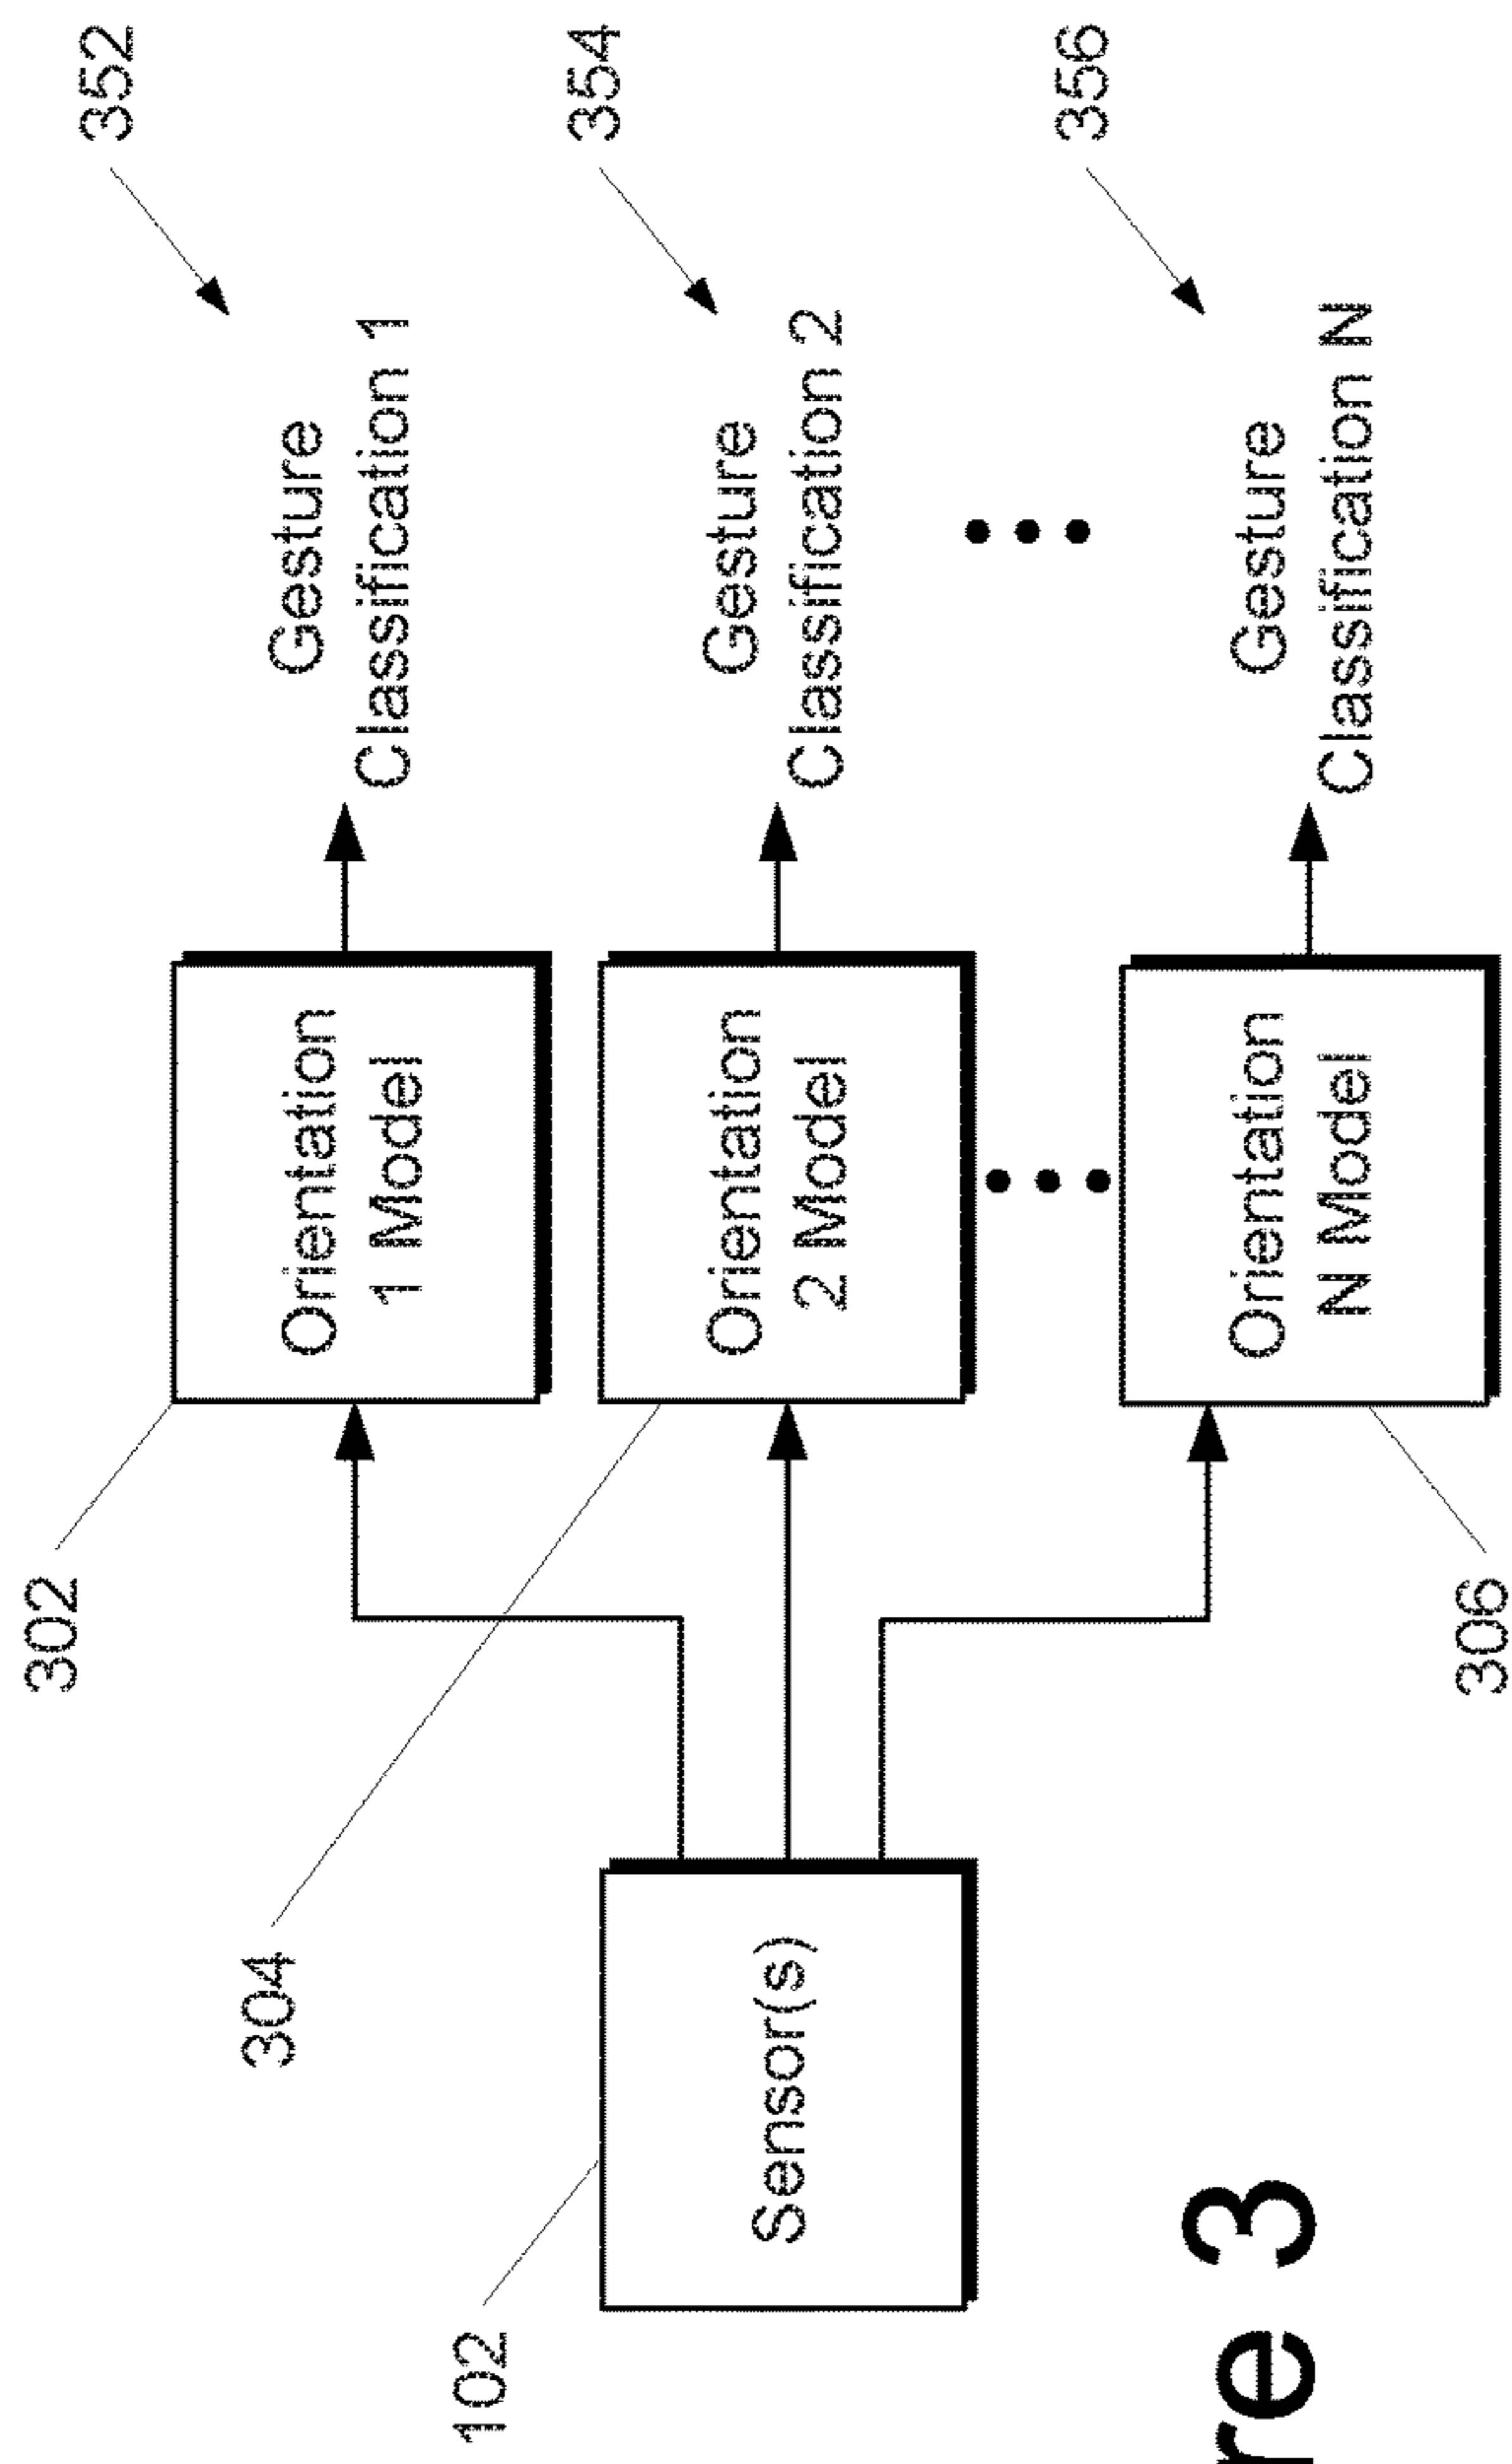 302
352
304
Orientation
1 Model
Gesture
Classification 1
102
354
Sensor(s)
Orientation
2 Model
Gesture
Classification 2
356
Orientation
N Model
Gesture
Classification N
306
re 3